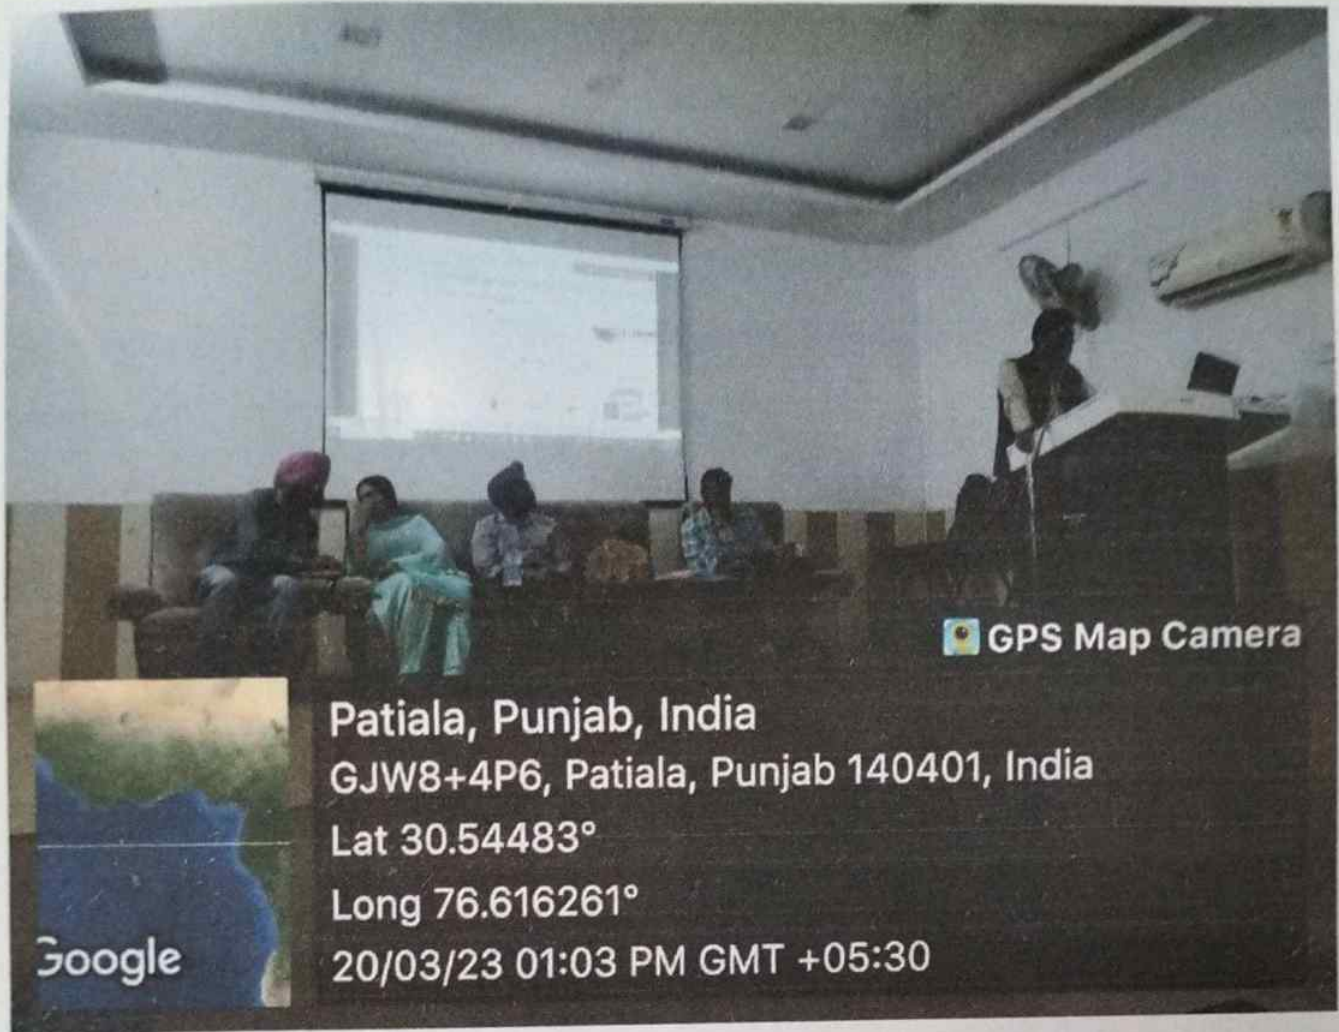 GPS Map Camera
Patiala, Punjab, India
GJW8+4P6, Patiala, Punjab 140401, India
Lat 30.54483°
Long 76.616261°
20/03/23 01:03 PM GMT +05:30
Google